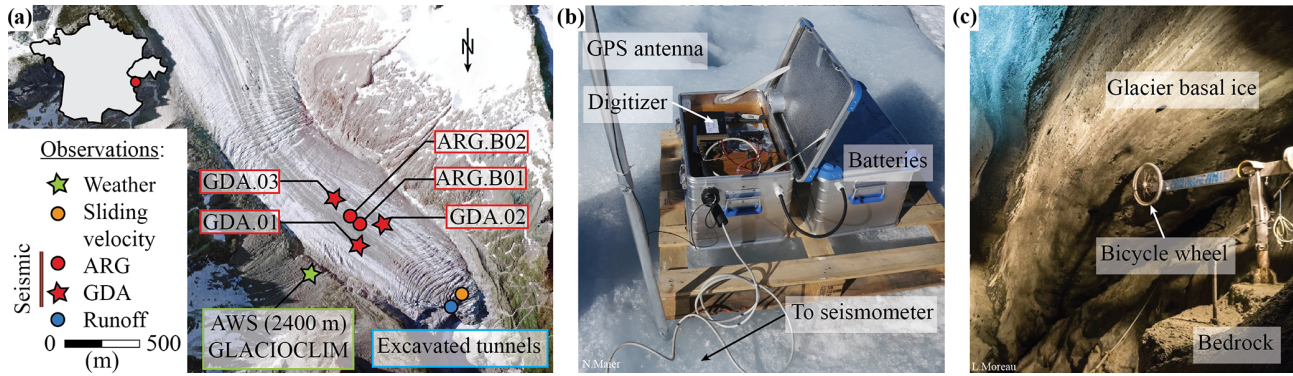 (a)
N
Observations:
Weather
Sliding
velocity
Seismic
ARG
GDA
Runoff
0 500
(m)
ARG.B02
GDA.03
ARG.B01
GDA.01
GDA.02
AWS (2400 m)
GLACIOCLIM
Excavated tunnels
(b)
GPS antenna
Digitizer
Batteries
To seismometer
N.Maier
(c)
Glacier basal ice
Bicycle wheel
Bedrock
L.Moreau